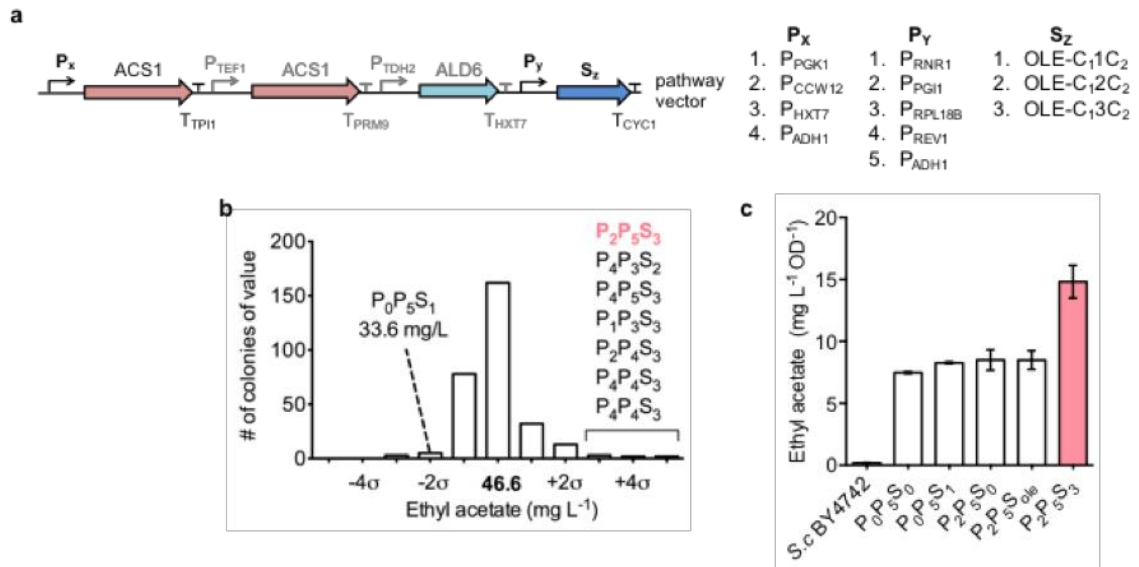 a
Px ACS1 PTEF1 ACS1 PTDH2 ALD6 Py Sz
TTPI1 TPRM9 THXT7 TCYC1
pathway
vector
PX
1. PPGK1
2. PCCW12
3. PHXT7
4. PADH1
PY
1. PRNR1
2. PPGI1
3. PRPL18B
4. PREV1
5. PADH1
SZ
1. OLE-C11C2
2. OLE-C12C2
3. OLE-C13C2
b
# of colonies of value
200
150
100
50
0
P0P5S1
33.6 mg/L
P2P5S3
P4P3S2
P4P5S3
P1P3S3
P2P4S3
P4P4S3
P4P4S3
-4σ -2σ 46.6 +2σ +4σ
Ethyl acetate (mg L-1)
c
Ethyl acetate (mg L-1 OD-1)
20
15
10
5
0
S.c BY4742
P0P5S0
P0P5S1
P2P5S0
P2P5Sole
P2P5S3